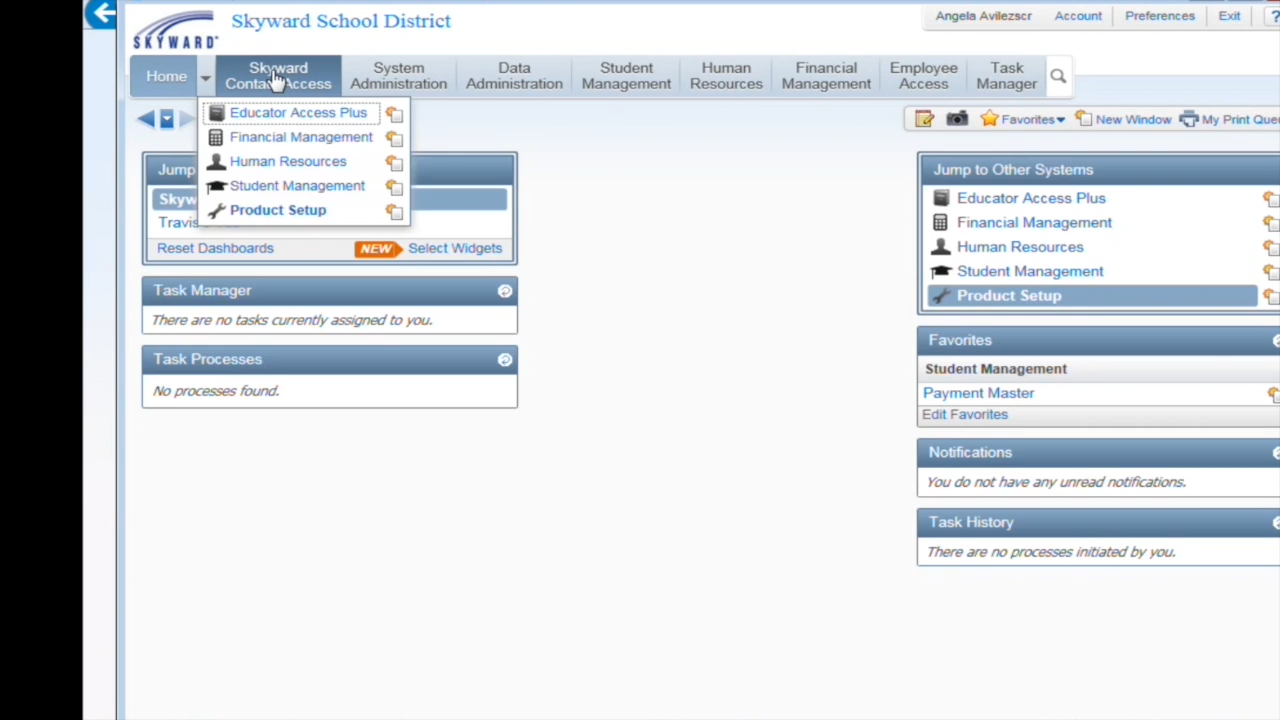 Skyward School District
SKYWARD
Angela Avilezscr
Account
Preferences
Exit
?
Home
Skyward
System
Administration
Data
Administration
Student
Management
Human
Resources
Financial
Management
Employee
Access
Task
Manager
Educator Access Plus
Financial Management
Human Resources
Student Management
Product Setup
Favorites
New Window
My Print Que
Jump
Skyw
Travis
Reset Dashboards
NEW
Select Widgets
Task Manager
There are no tasks currently assigned to you.
Task Processes
No processes found.
Jump to Other Systems
Educator Access Plus
Financial Management
Human Resources
Student Management
Product Setup
Favorites
Student Management
Payment Master
Edit Favorites
Notifications
You do not have any unread notifications.
Task History
There are no processes initiated by you.